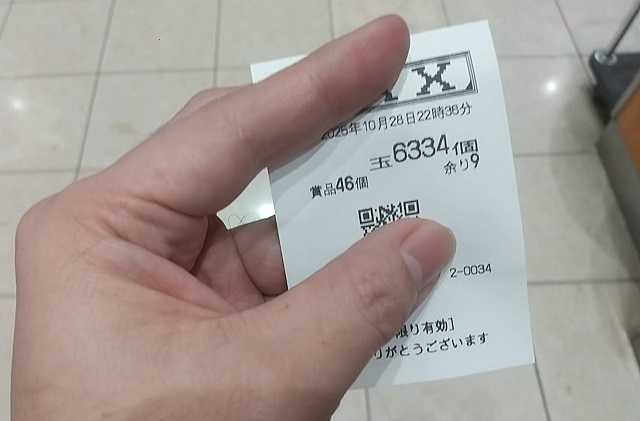 AX
2025年10月28日22時36分
玉6334個
余り9
賞品46個
2-0034
限り有効]
りがとうございます